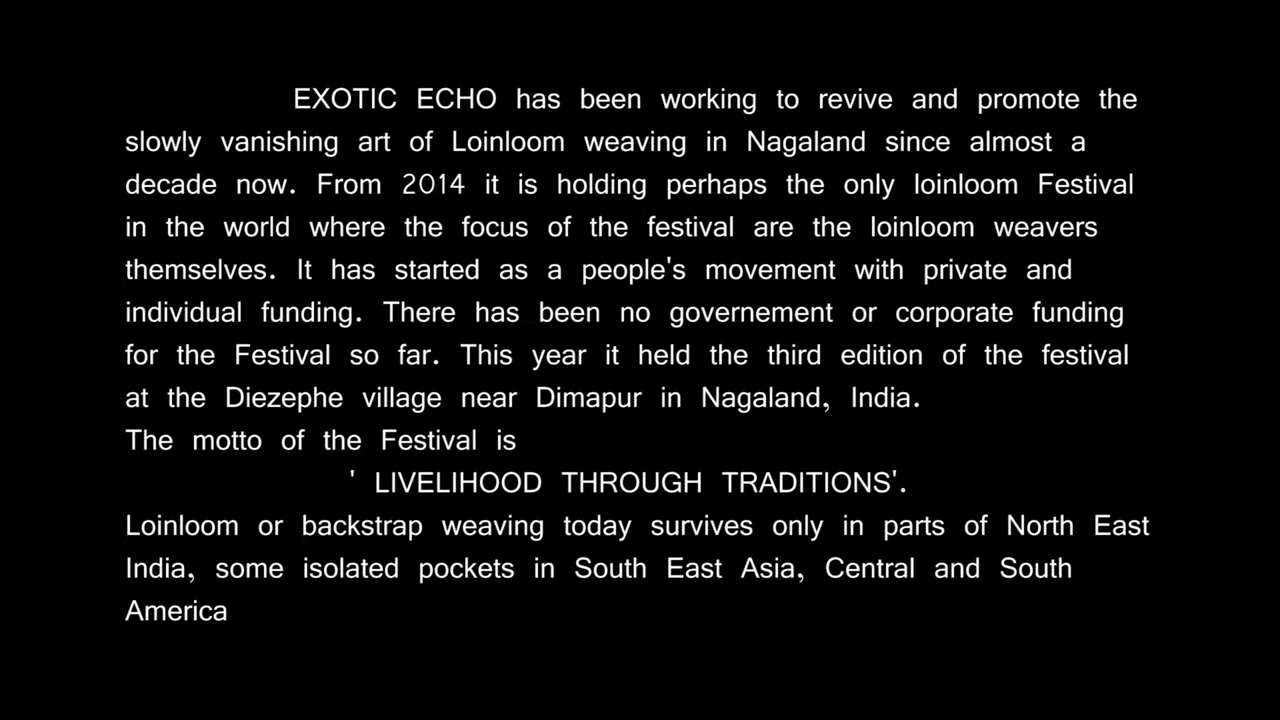 EXOTIC ECHO has been working to revive and promote the
slowly vanishing art of Loinloom weaving in Nagaland since almost a
decade now. From 2014 it is holding perhaps the only loinloom Festival
in the world where the focus of the festival are the loinloom weavers
themselves. It has started as a people's movement with private and
individual funding. There has been no governement or corporate funding
for the Festival so far. This year it held the third edition of the festival
at the Diezephe village near Dimapur in Nagaland, India.
The motto of the Festival is
' LIVELIHOOD THROUGH TRADITIONS'.
Loinloom or backstrap weaving today survives only in parts of North East
India, some isolated pockets in South East Asia, Central and South
America